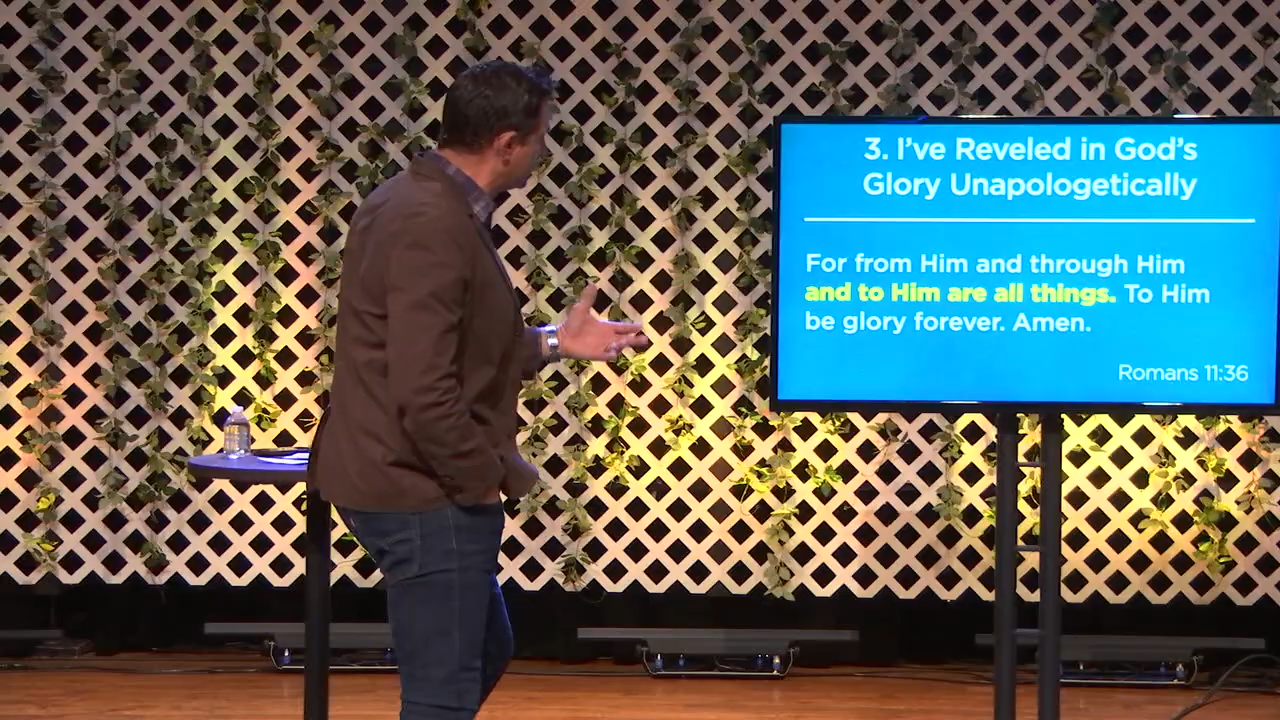 3. I've Reveled in God's
Glory Unapologetically
For from Him and through Him
and to Him are all things. To Him
be glory forever. Amen.
Romans 11:36